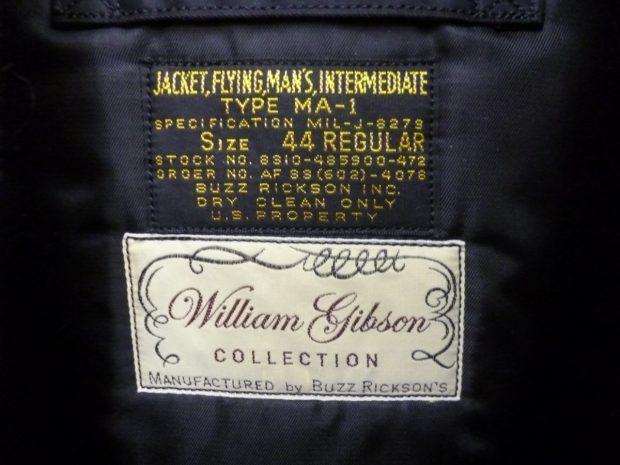 JACKET, FLYING, MAN'S, INTERMEDIATE
TYPE MA-1
SPECIFICATION MIL-J-8279
SIZE 44 REGULAR
STOCK NO. 8310-485900-472
ORDER NO. AF 33(602)-4078
BUZZ RICKSON INC.
DRY CLEAN ONLY
U.S. PROPERTY
William Gibson
COLLECTION
MANUFACTURED by BUZZ RICKSON'S